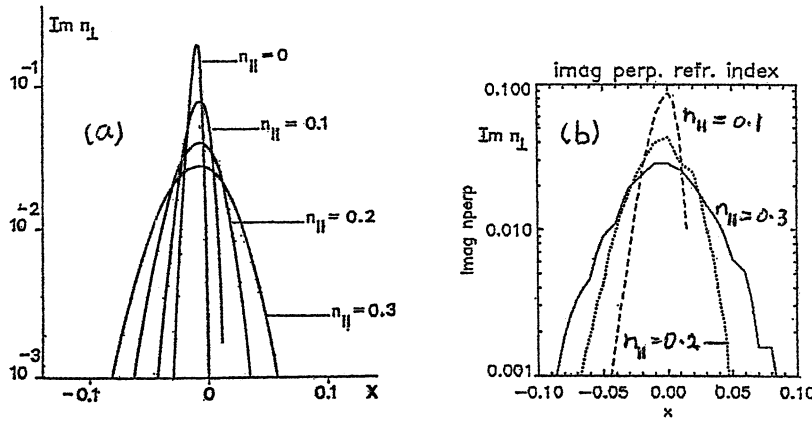 Im n⊥
10⁻¹
10⁻²
10⁻³
-0.1
0
0.1
X
(a)
n∥ = 0
n∥ = 0.1
n∥ = 0.2
n∥ = 0.3
imag perp. refr. index
0.100
0.010
0.001
Im n⊥
Imag nperp
(b)
n∥ = 0.1
n∥ = 0.3
n∥ = 0.2
-0.10
-0.05
0.00
0.05
0.10
x